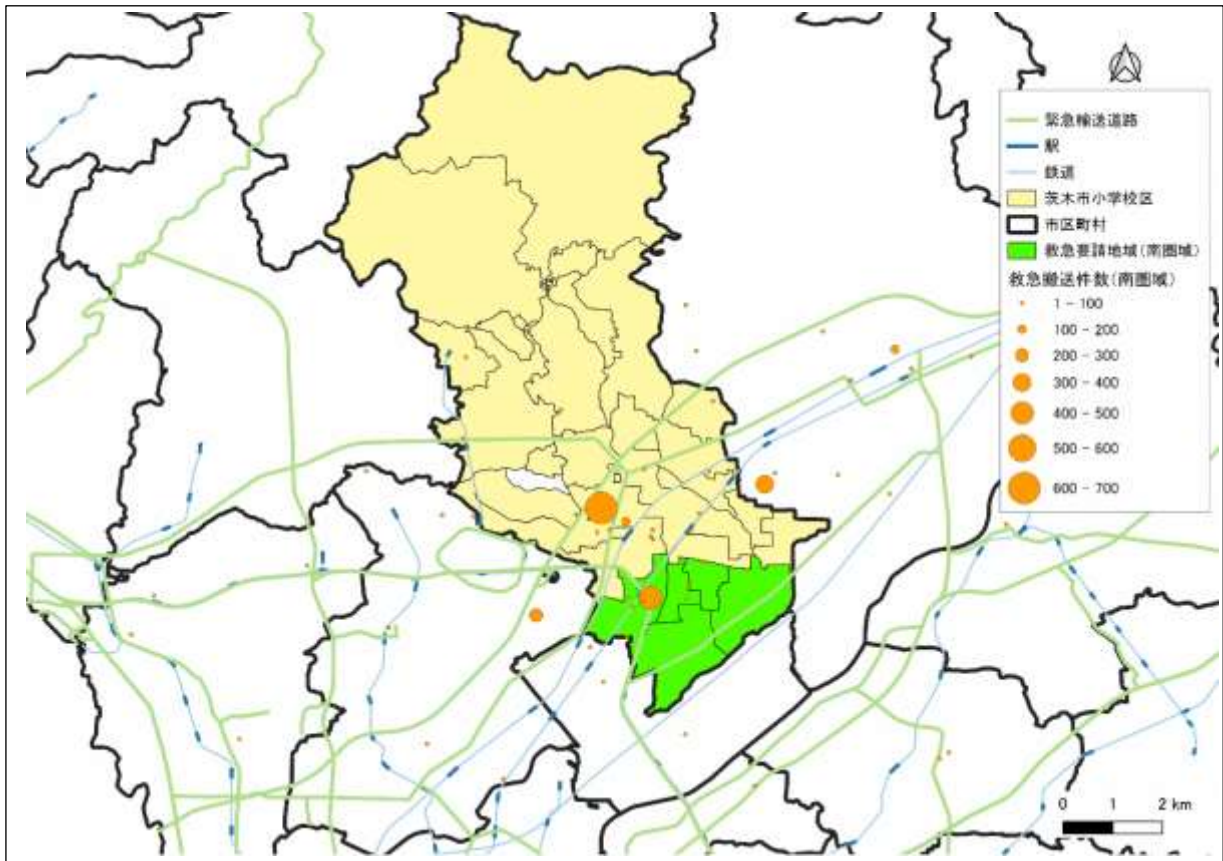 緊急輸送道路
駅
鉄道
茨木市小学校区
市区町村
救急要請地域(南圏域)
救急搬送件数(南圏域)
1 - 100
100 - 200
200 - 300
300 - 400
400 - 500
500 - 600
600 - 700
0 1 2 km